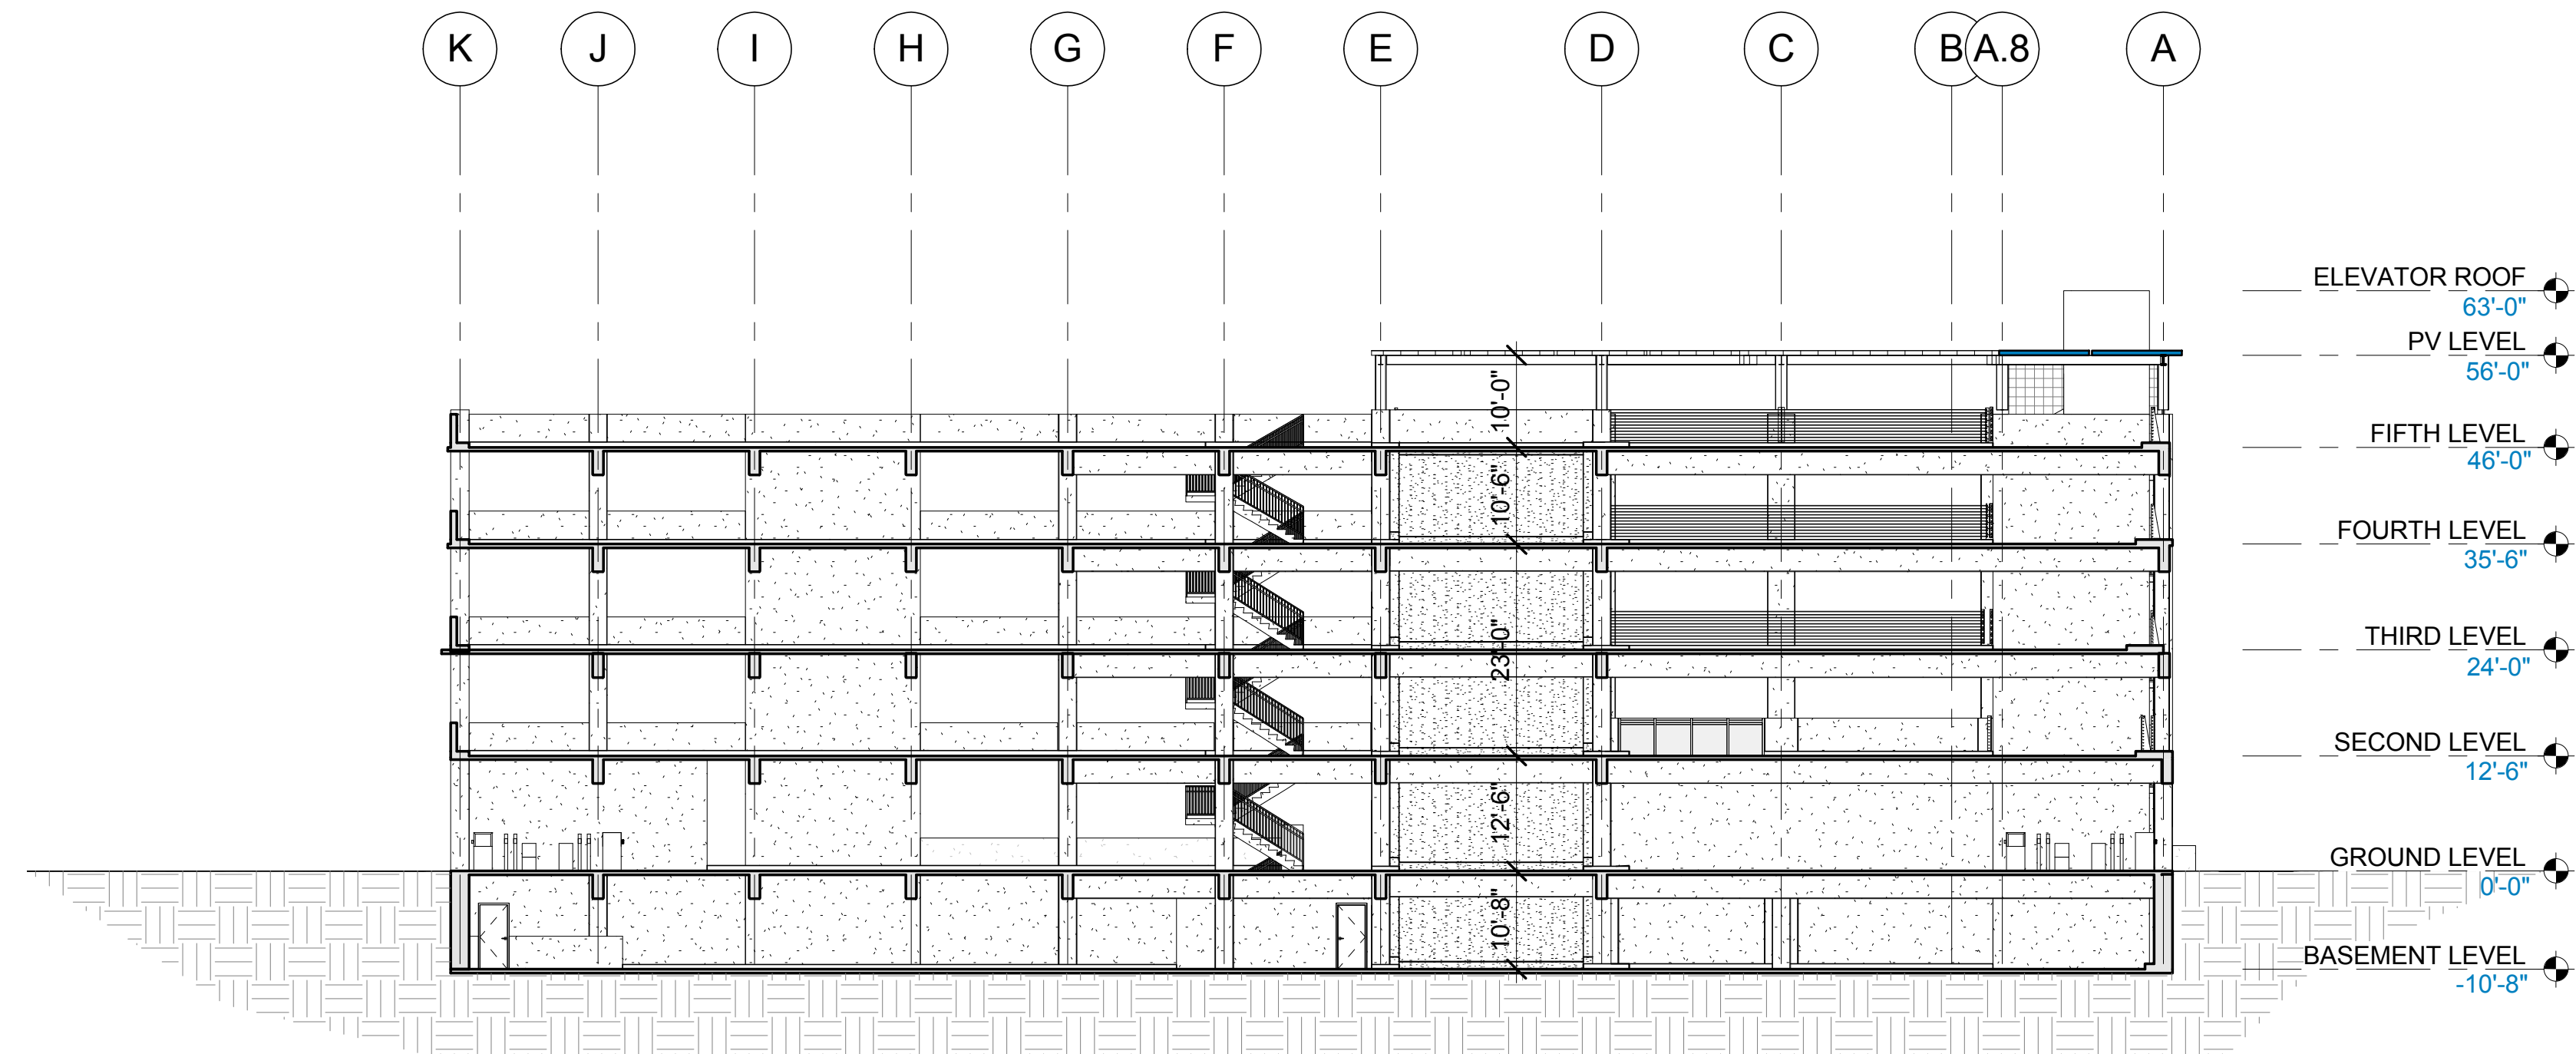 K
J
I
H
G
F
E
D
C
B
A.8
A
ELEVATOR ROOF
63'-0"
PV LEVEL
56'-0"
10'-0"
FIFTH LEVEL
46'-0"
10'-6"
FOURTH LEVEL
35'-6"
23'-0"
THIRD LEVEL
24'-0"
SECOND LEVEL
12'-6"
12'-6"
GROUND LEVEL
0'-0"
10'-8"
BASEMENT LEVEL
-10'-8"